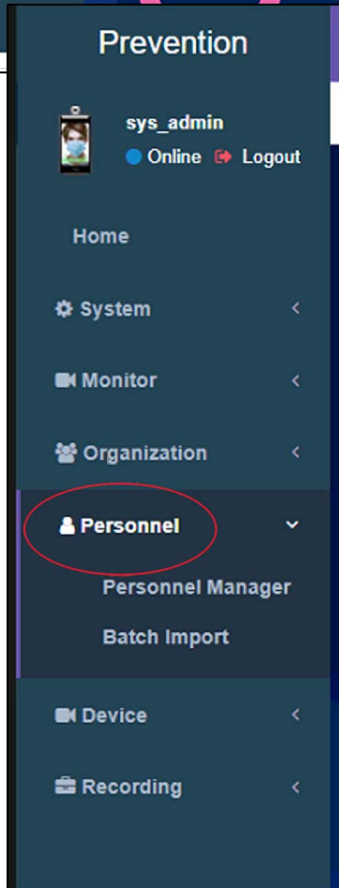 Prevention
sys_admin
Online Logout
Home
System
Monitor
Organization
Personnel
Personnel Manager
Batch Import
Device
Recording